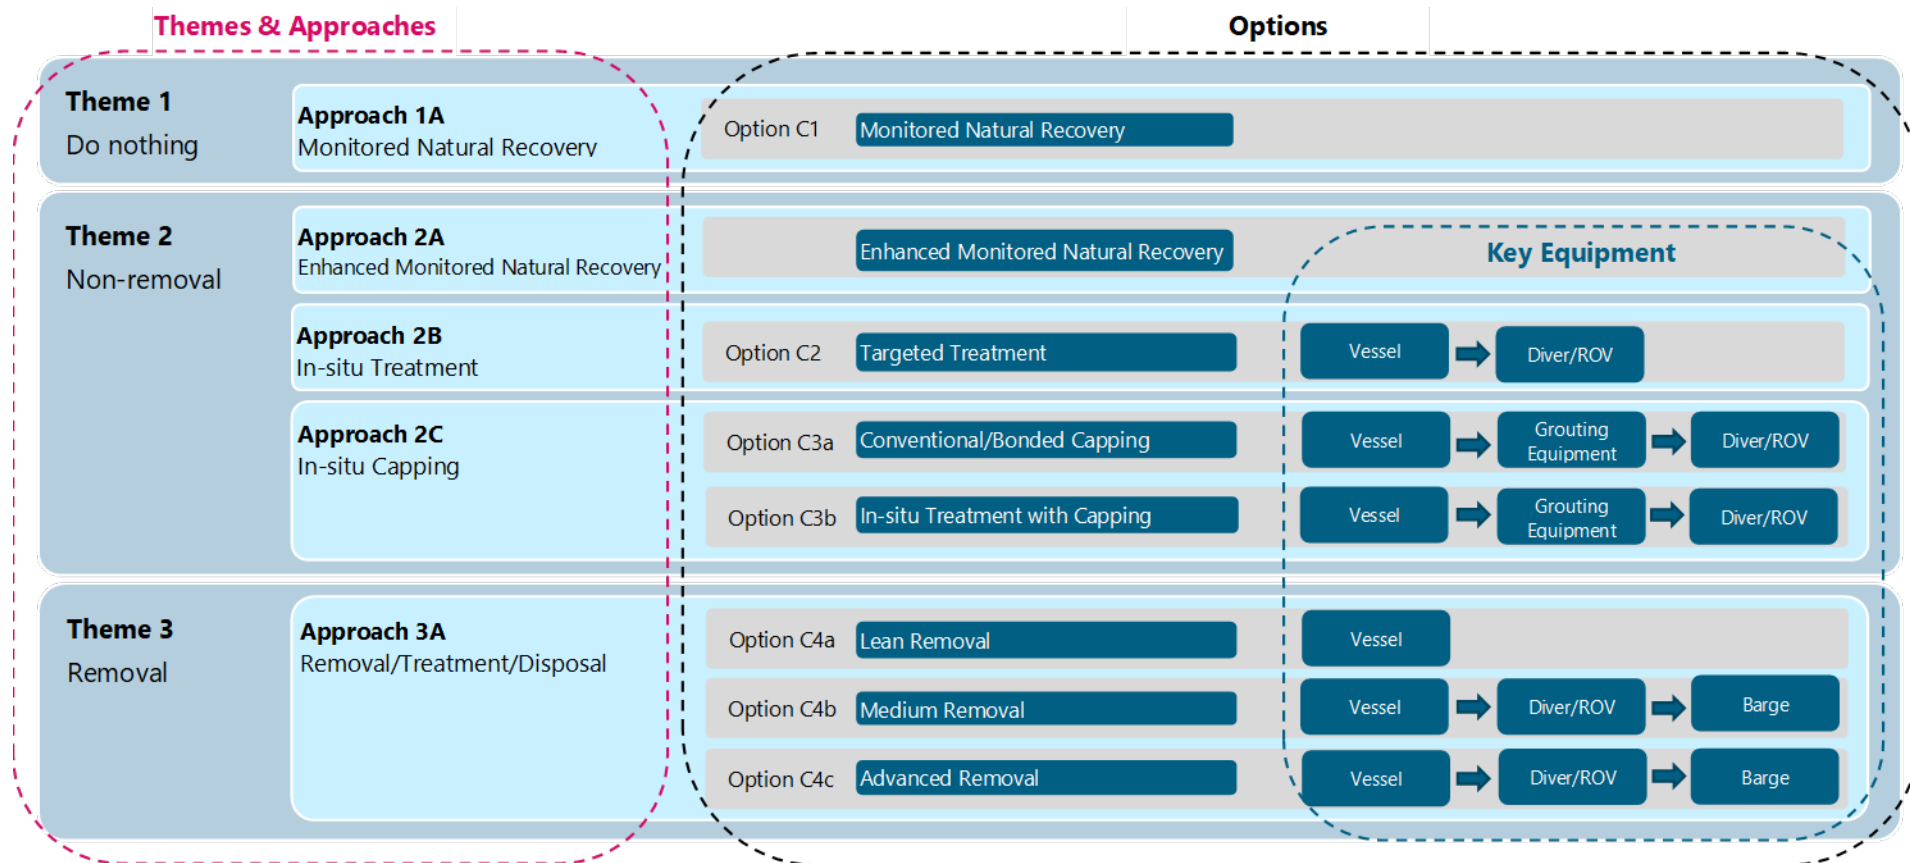 Themes & Approaches
Options
Theme 1
Do nothing
Approach 1A
Monitored Natural Recovery
Option C1
Monitored Natural Recovery
Theme 2
Non-removal
Approach 2A
Enhanced Monitored Natural Recovery
Enhanced Monitored Natural Recovery
Key Equipment
Approach 2B
In-situ Treatment
Option C2
Targeted Treatment
Vessel
Diver/ROV
Approach 2C
In-situ Capping
Option C3a
Conventional/Bonded Capping
Vessel
Grouting
Equipment
Diver/ROV
Option C3b
In-situ Treatment with Capping
Vessel
Grouting
Equipment
Diver/ROV
Theme 3
Removal
Approach 3A
Removal/Treatment/Disposal
Option C4a
Lean Removal
Vessel
Option C4b
Medium Removal
Vessel
Diver/ROV
Barge
Option C4c
Advanced Removal
Vessel
Diver/ROV
Barge